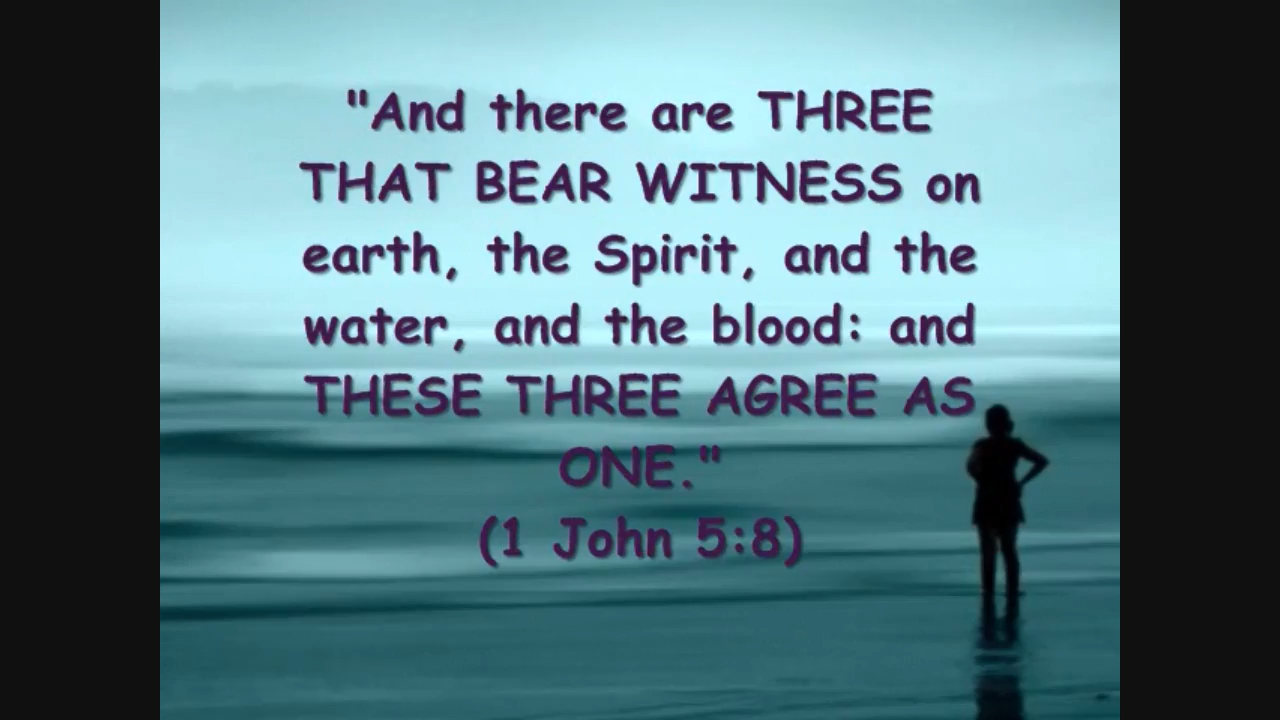 "And there are THREE
THAT BEAR WITNESS on
earth, the Spirit, and the
water, and the blood: and
THESE THREE AGREE AS
ONE."
(1 John 5:8)